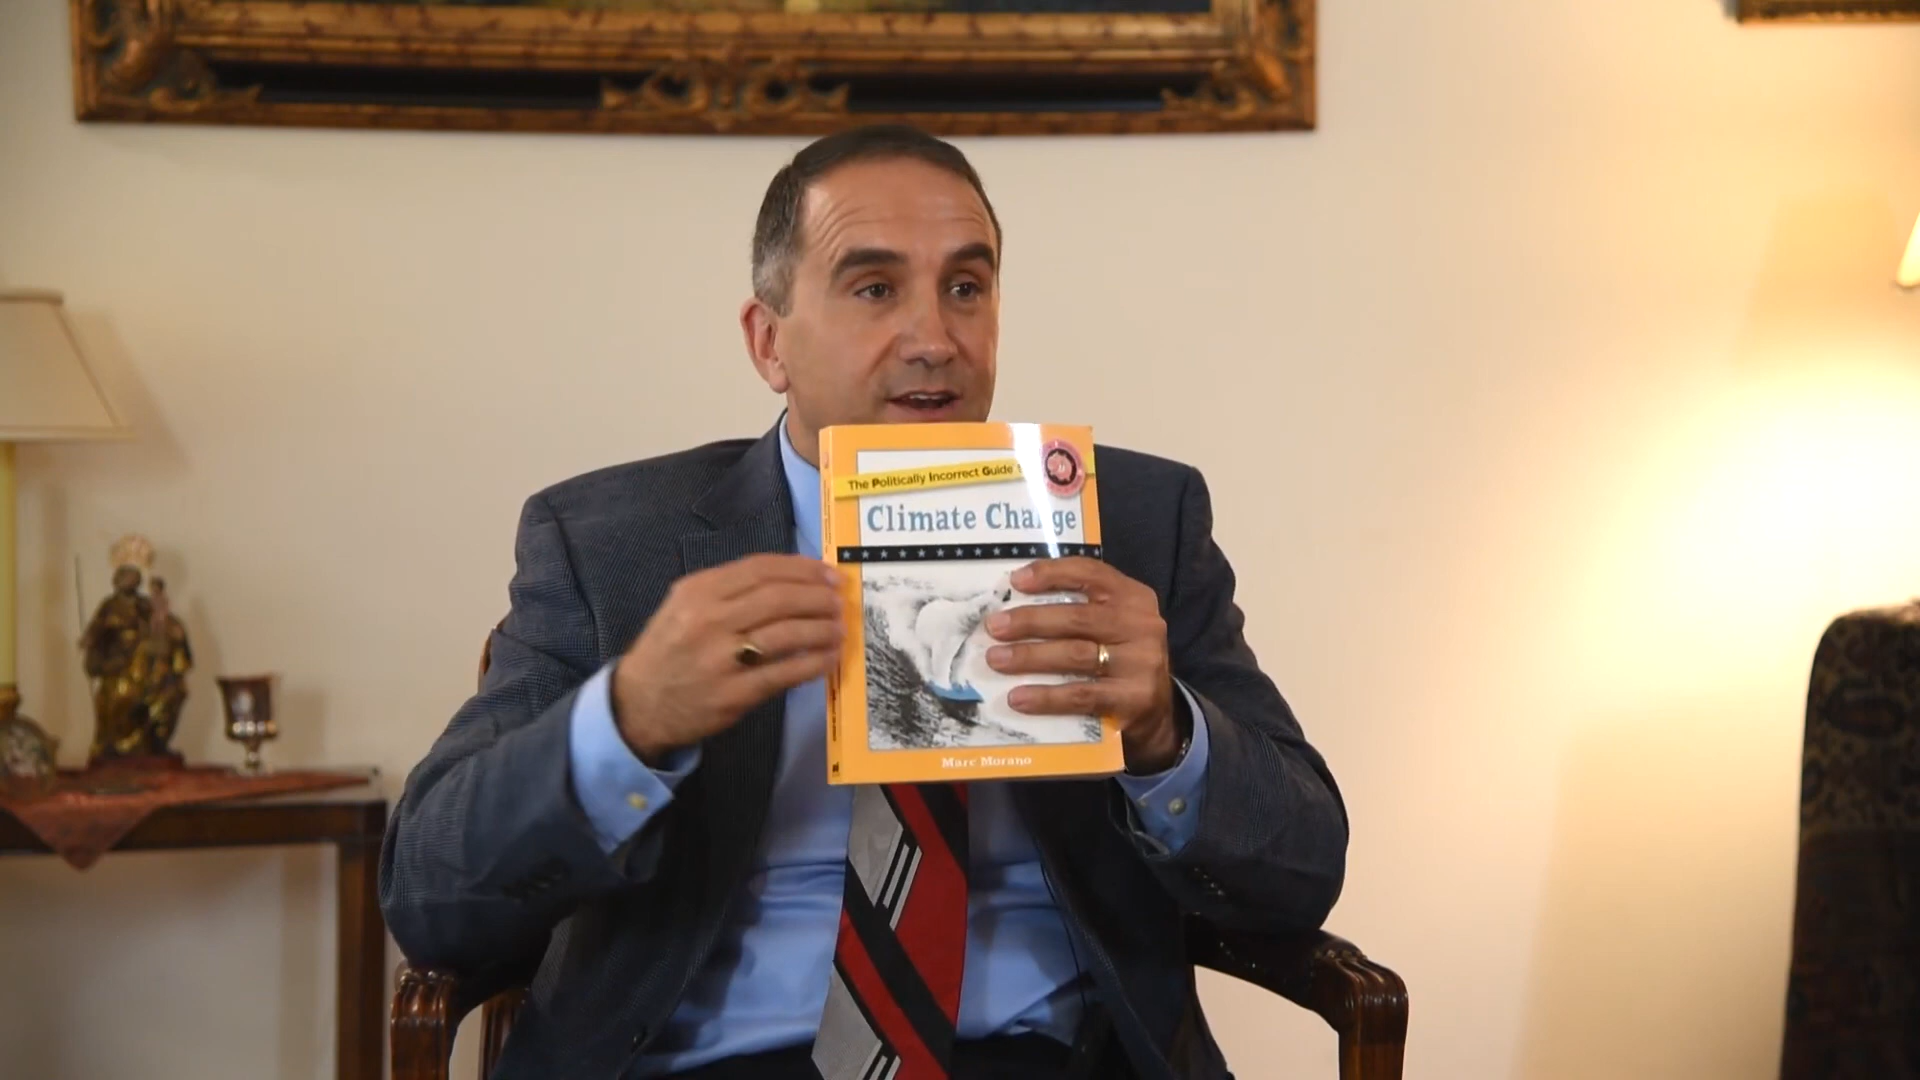 The Politically Incorrect Guide
Climate Change
Marc Morano